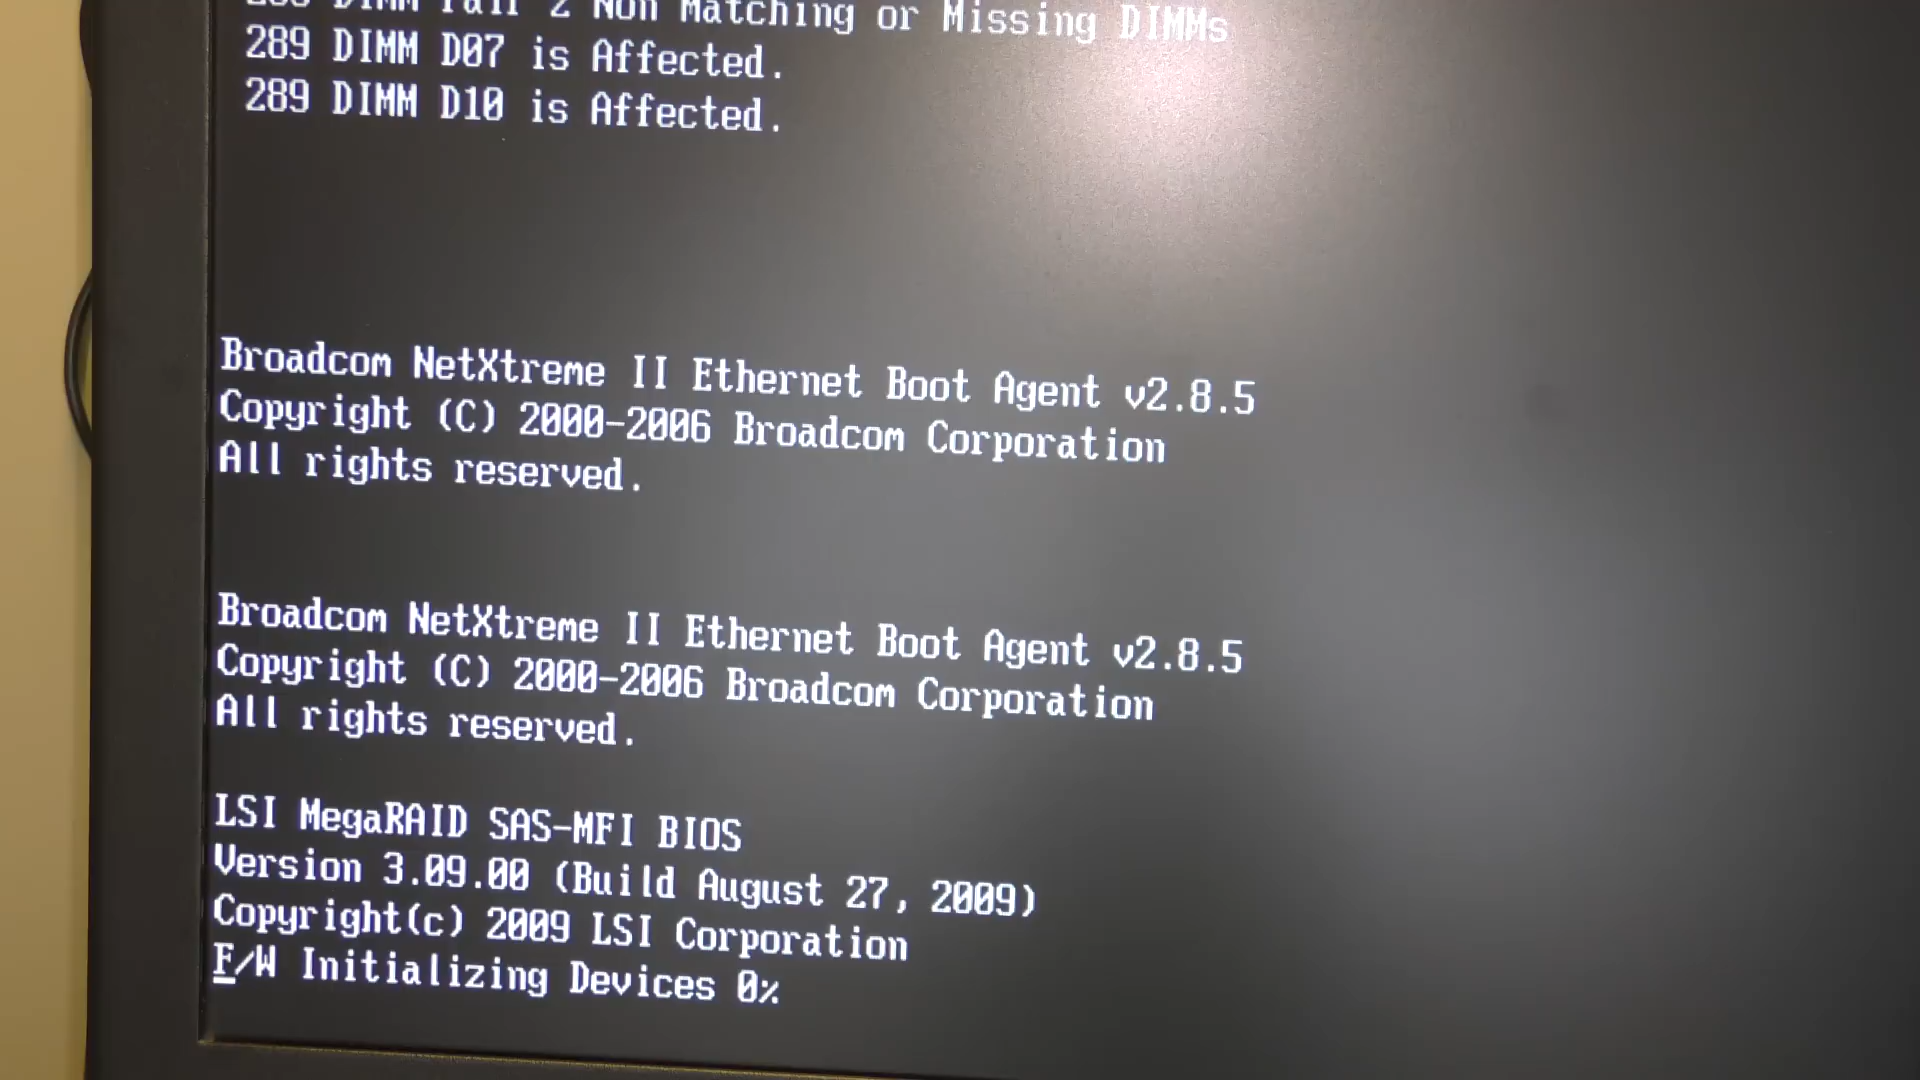 DIMM Pair 2 Non Matching or Missing DIMMs
289 DIMM D07 is Affected.
289 DIMM D10 is Affected.
Broadcom NetXtreme II Ethernet Boot Agent v2.8.5
Copyright (C) 2000-2006 Broadcom Corporation
All rights reserved.
Broadcom NetXtreme II Ethernet Boot Agent v2.8.5
Copyright (C) 2000-2006 Broadcom Corporation
All rights reserved.
LSI MegaRAID SAS-MFI BIOS
Version 3.09.00 (Build August 27, 2009)
Copyright(c) 2009 LSI Corporation
F/W Initializing Devices 0%